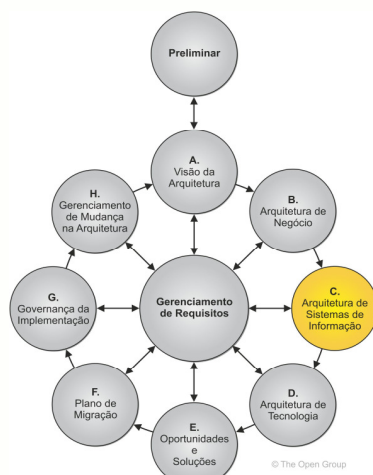 Preliminar
A.
Visão da
Arquitetura
H.
Gerenciamento
de Mudança
na Arquitetura
B.
Arquitetura de
Negócio
G.
Governança da
Implementação
Gerenciamento
de Requisitos
C.
Arquitetura de
Sistemas de
Informação
F.
Plano de
Migração
D.
Arquitetura de
Tecnologia
E.
Oportunidades
e
Soluções
© The Open Group